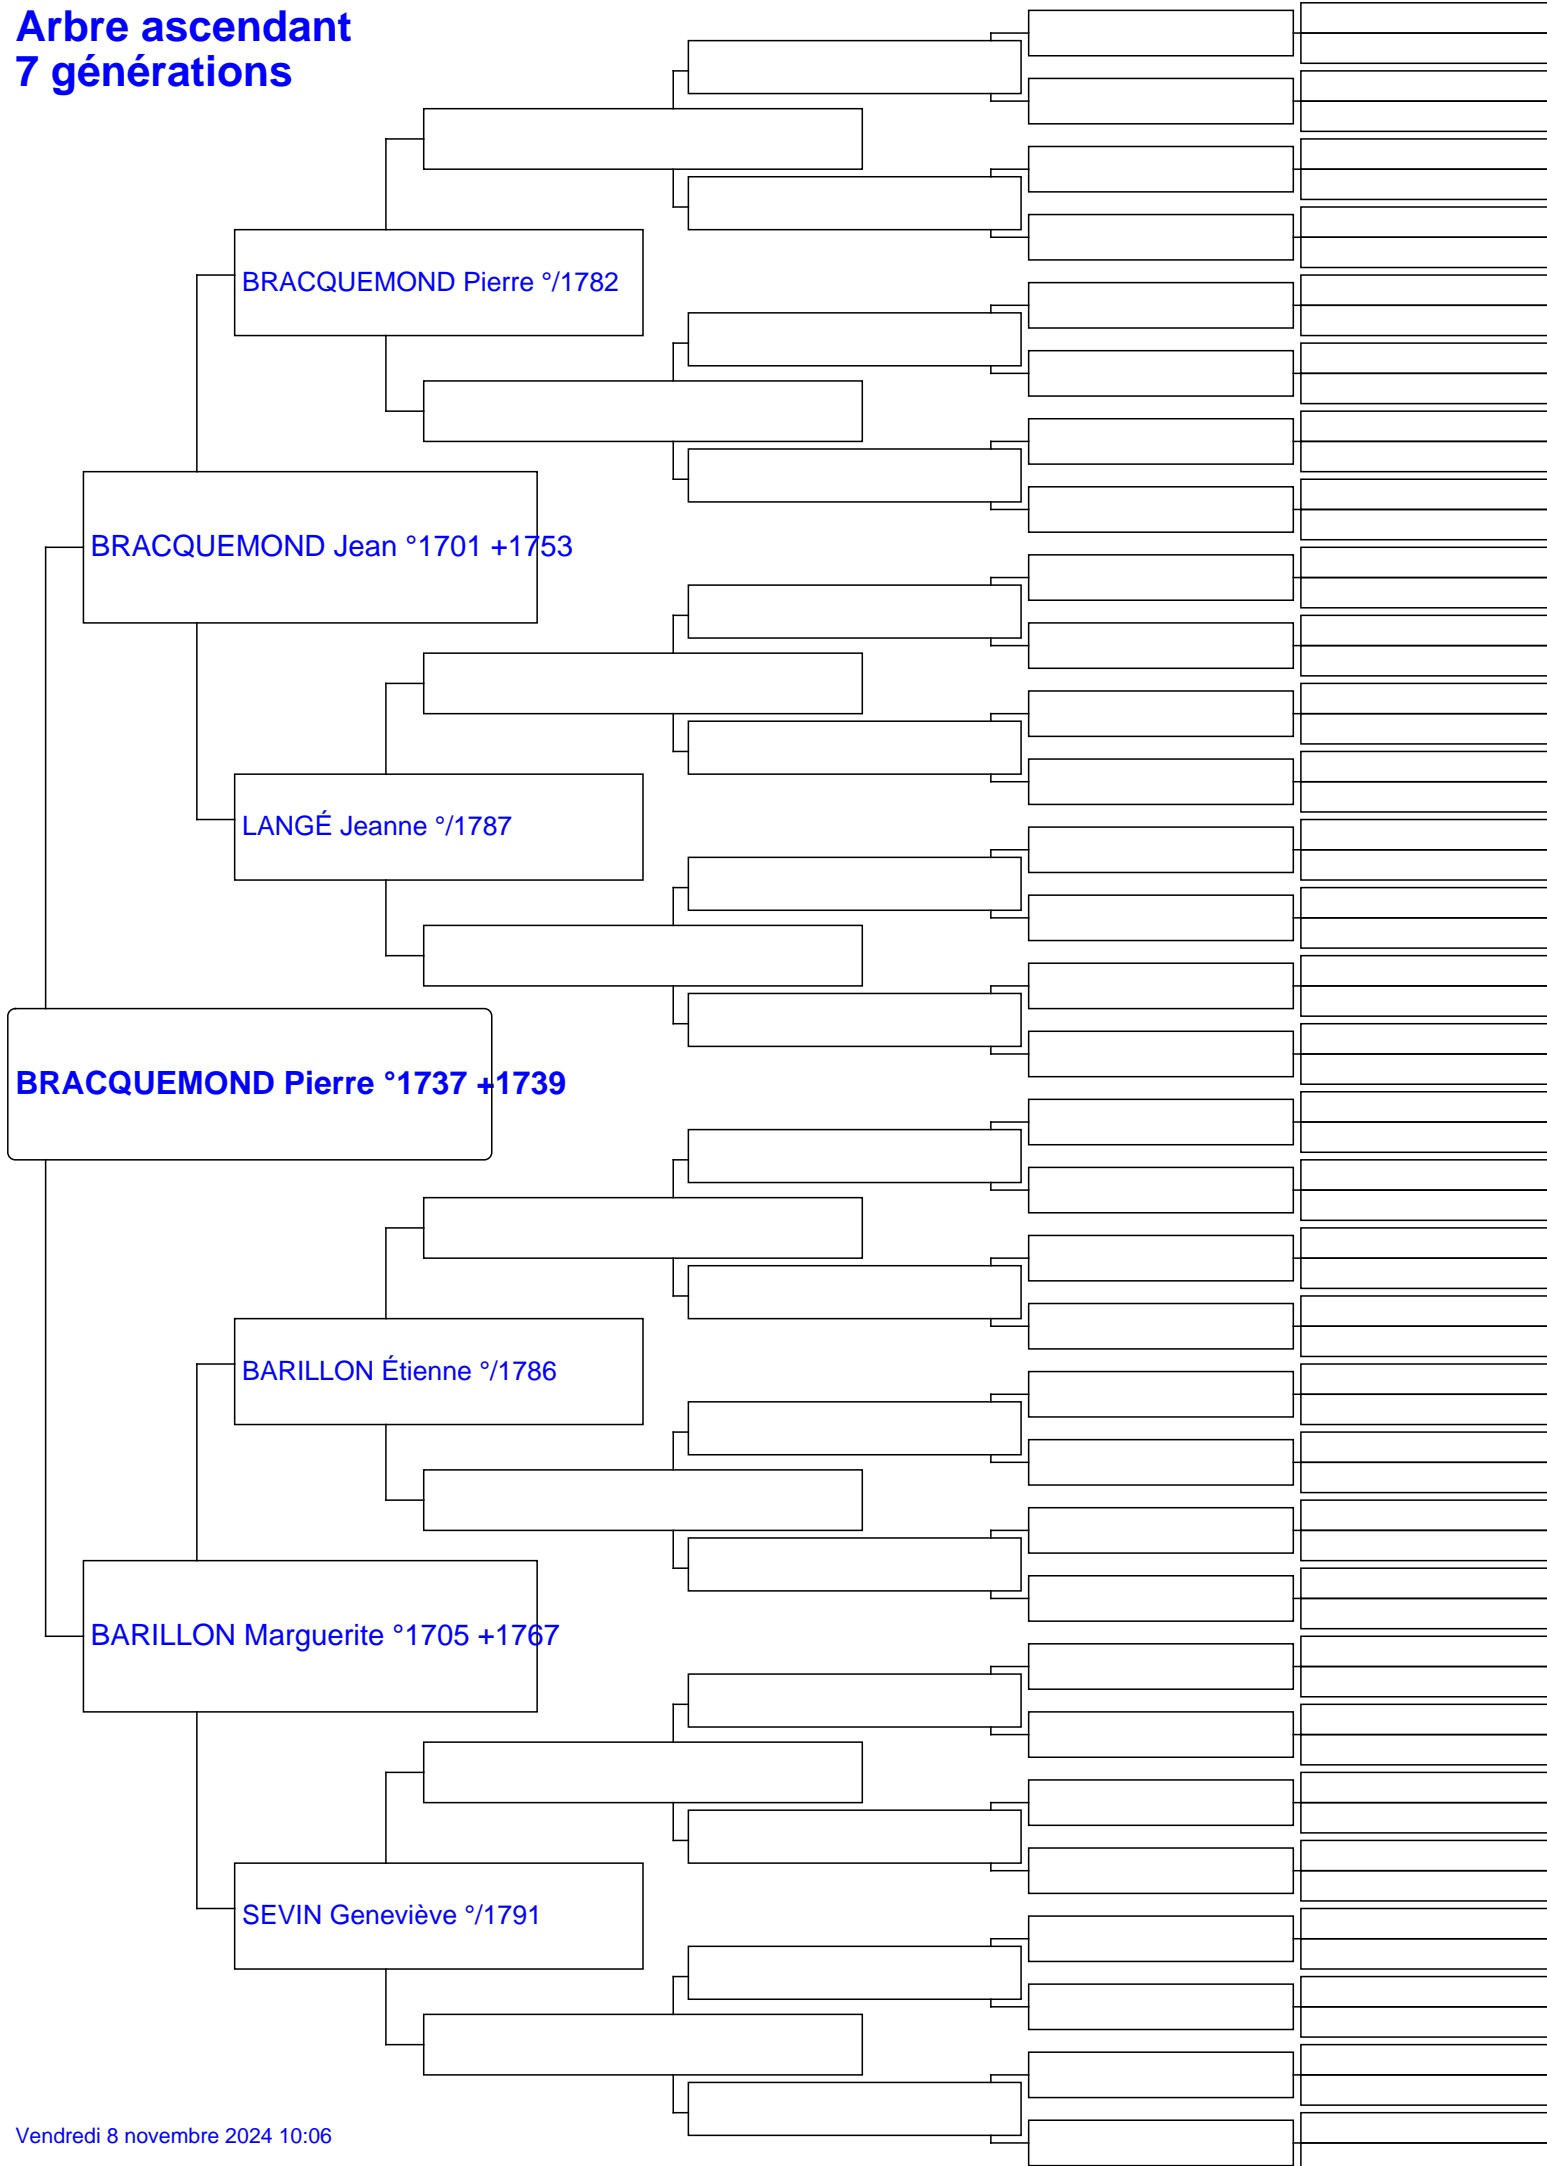 Arbre ascendant
7 générations
BRACQUEMOND Pierre °/1782
BRACQUEMOND Jean °1701 +1753
LANGÉ Jeanne °/1787
BRACQUEMOND Pierre °1737 +1739
BARILLON Étienne °/1786
BARILLON Marguerite °1705 +1767
SEVIN Geneviève °/1791
Vendredi 8 novembre 2024 10:06